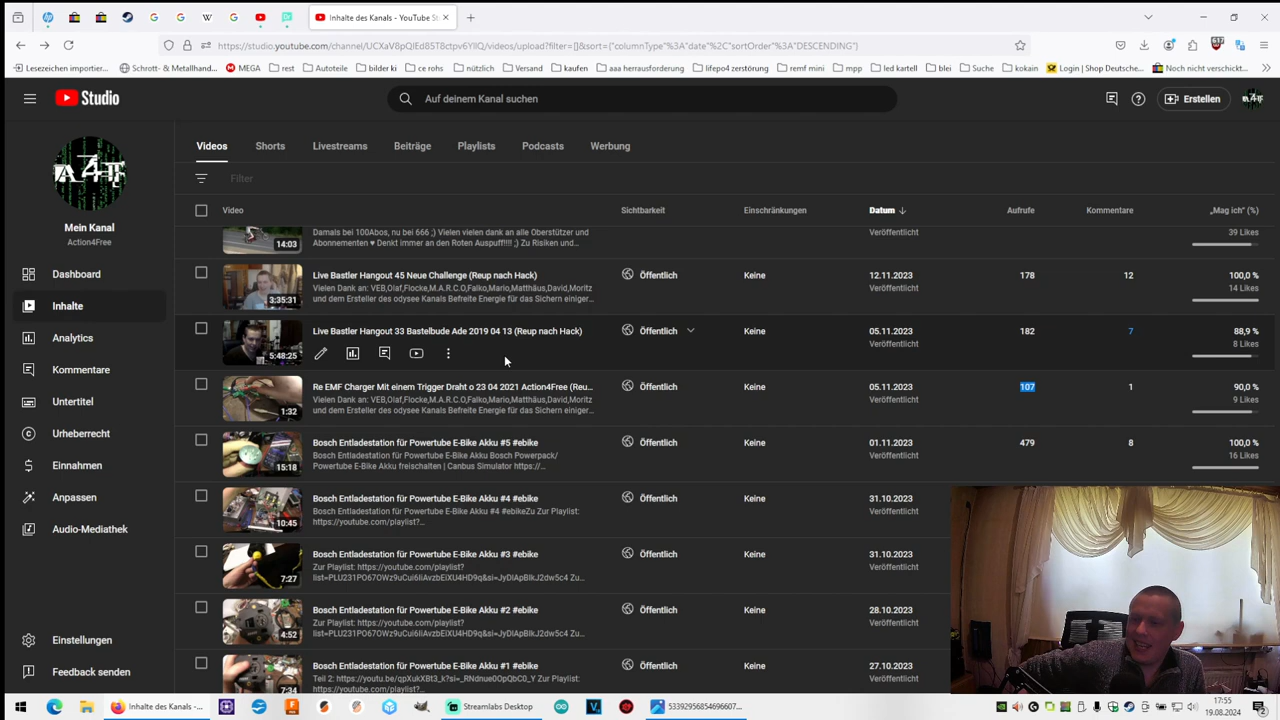 Inhalte des Kanals - YouTube S
https://studio.youtube.com/channel/UCXaV8pQIEd85T8ctpv6YlIQ/videos/upload?filter=[]&sort={"columnType"%3A"date"%2C"sortOrder"%3A"DESCENDING"}
Lesezeichen importier...
Schrott- & Metallhand...
MEGA
rest
Autoteile
bilder ki
ce rohs
nützlich
Versand
kaufen
aaa herrausforderung
lifepo4 zerstörung
remf mini
mpp
led kartell
blei
Suche
kokain
Login | Shop Deutsche...
Noch nicht verschickt...
Studio
Auf deinem Kanal suchen
Erstellen
A4F
Mein Kanal
Action4Free
Dashboard
Inhalte
Analytics
Kommentare
Untertitel
Urheberrecht
Einnahmen
Anpassen
Audio-Mediathek
Einstellungen
Feedback senden
Videos Shorts Livestreams Beiträge Playlists Podcasts Werbung
Filter
Video Sichtbarkeit Einschränkungen Datum Aufrufe Kommentare „Mag ich“ (%)
14:03
Damals bei 100Abos, nu bei 666 ;) Vielen vielen dank an alle Oberstützer und
Abonnementen ♥ Denkt immer an den Roten Auspuff!!!! ;) Zu Risiken und...
Veröffentlicht
39 Likes
Live Bastler Hangout 45 Neue Challenge (Reup nach Hack)
Vielen Dank an: VEB,Olaf,Flocke,M.A.R.C.O,Falko,Mario,Matthäus,David,Moritz
und dem Ersteller des odysee Kanals Befreite Energie für das Sichern einiger...
3:35:31
Öffentlich Keine 12.11.2023 178 12 100,0 %
Veröffentlicht 14 Likes
Live Bastler Hangout 33 Bastelbude Ade 2019 04 13 (Reup nach Hack)
5:48:25
Öffentlich Keine 05.11.2023 182 7 88,9 %
Veröffentlicht 8 Likes
Re EMF Charger Mit einem Trigger Draht o 23 04 2021 Action4Free (Reu...
Vielen Dank an: VEB,Olaf,Flocke,M.A.R.C.O,Falko,Mario,Matthäus,David,Moritz
und dem Ersteller des odysee Kanals Befreite Energie für das Sichern einiger...
1:32
Öffentlich Keine 05.11.2023 107 1 90,0 %
Veröffentlicht 9 Likes
Bosch Entladestation für Powertube E-Bike Akku #5 #ebike
Bosch Entladestation für Powertube E-Bike Akku Bosch Powerpack/
Powertube E-Bike Akku freischalten | Canbus Simulator https://...
15:18
Öffentlich Keine 01.11.2023 479 8 100,0 %
Veröffentlicht 16 Likes
Bosch Entladestation für Powertube E-Bike Akku #4 #ebike
Bosch Entladestation für Powertube E-Bike Akku #4 #ebikeZu Zur Playlist:
https://youtube.com/playlist?...
10:45
Öffentlich Keine 31.10.2023
Veröffentlicht
Bosch Entladestation für Powertube E-Bike Akku #3 #ebike
Zur Playlist: https://youtube.com/playlist?
7:27
Öffentlich Keine 31.10.2023
Veröffentlicht
Bosch Entladestation für Powertube E-Bike Akku #2 #ebike
Zur Playlist: https://youtube.com/playlist?
4:52
Öffentlich Keine 28.10.2023
Veröffentlicht
Bosch Entladestation für Powertube E-Bike Akku #1 #ebike
7:34
Öffentlich Keine 27.10.2023
Veröffentlicht
Inhalte des Kanals -...
Streamlabs Desktop
53392956854696607...
17:55
19.08.2024